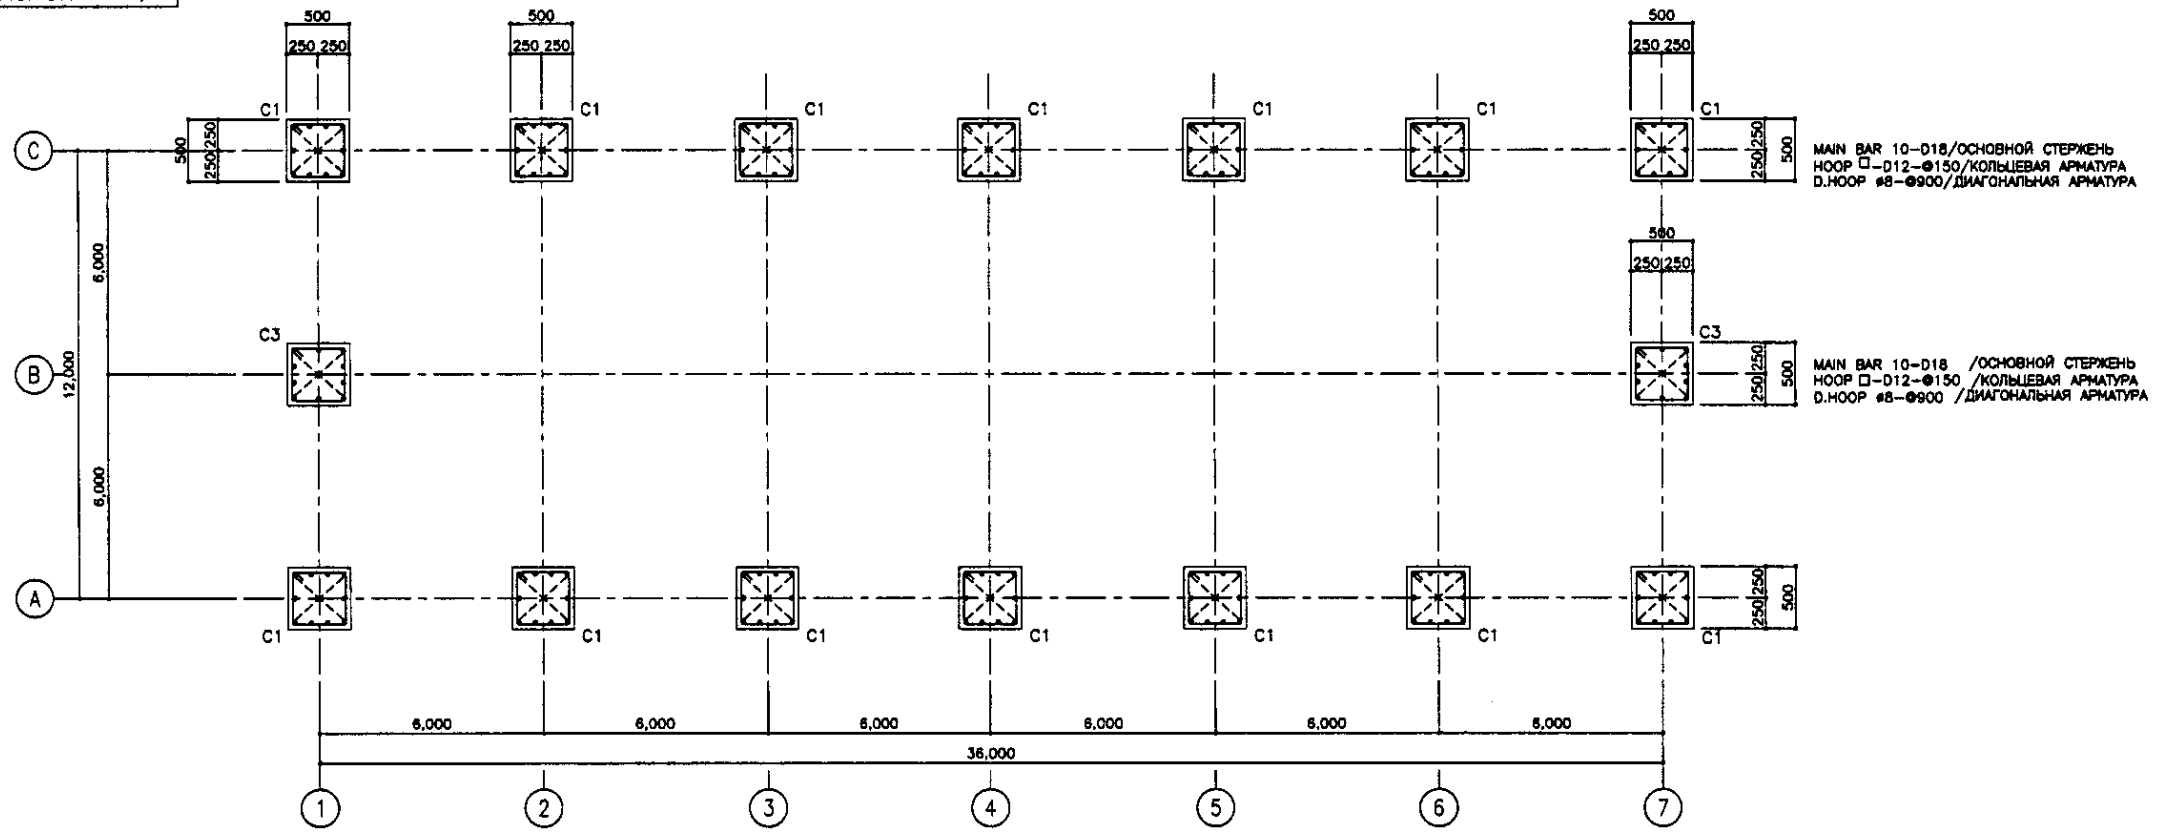 500 500 500
250 250 250 250 250 250
C1 C1 C1 C1 C1 C1 C1
C
500
250 250
250 250
500
MAIN BAR 10-D18/ОСНОВНОЙ СТЕРЖЕНЬ
HOOP □-D12-@150/КОЛЬЦЕВАЯ АРМАТУРА
D.HOOP ø8-@900/ДИАГОНАЛЬНАЯ АРМАТУРА
6,000
500
250 250
C3 C3
B
12,000
250 250
500
MAIN BAR 10-D18 /ОСНОВНОЙ СТЕРЖЕНЬ
HOOP □-D12-@150 /КОЛЬЦЕВАЯ АРМАТУРА
D.HOOP ø8-@900 /ДИАГОНАЛЬНАЯ АРМАТУРА
6,000
A
250 250
500
C1 C1 C1 C1 C1 C1 C1
6,000 6,000 6,000 6,000 6,000 6,000
36,000
1 2 3 4 5 6 7